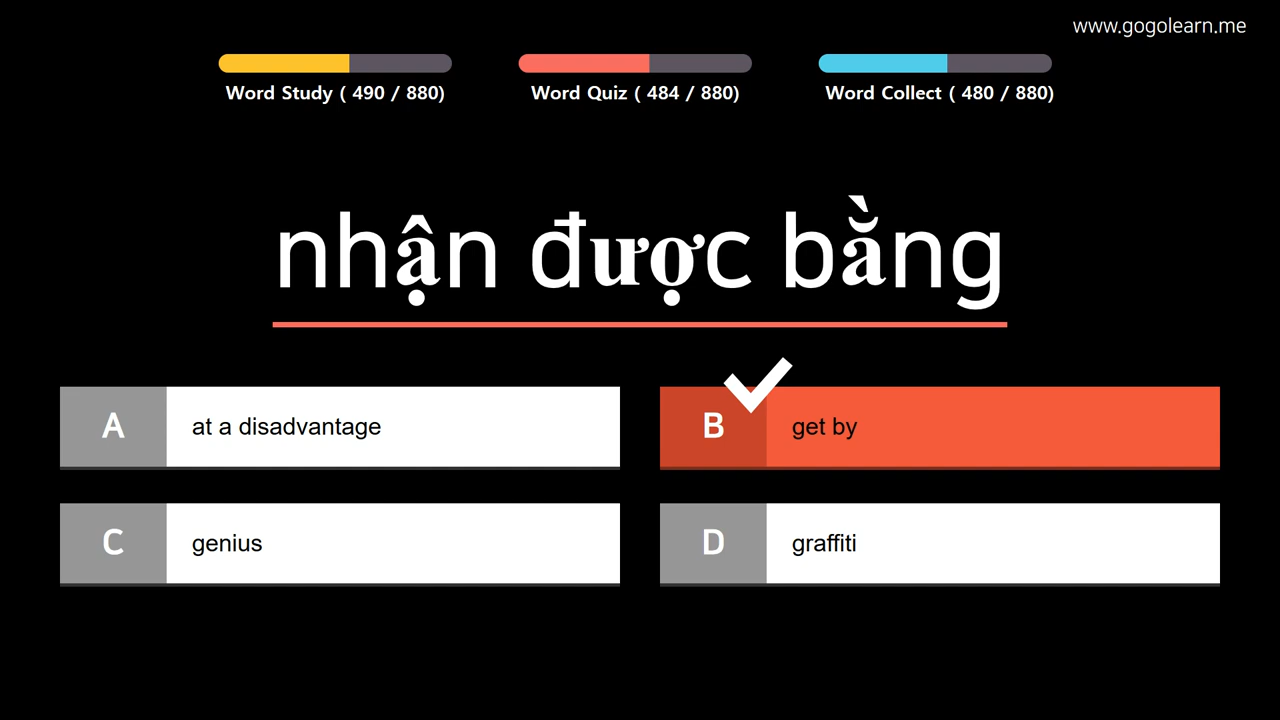 www.gogolearn.me
Word Study ( 490 / 880)
Word Quiz ( 484 / 880)
Word Collect ( 480 / 880)
nhận được bằng
A at a disadvantage
B get by
C genius
D graffiti